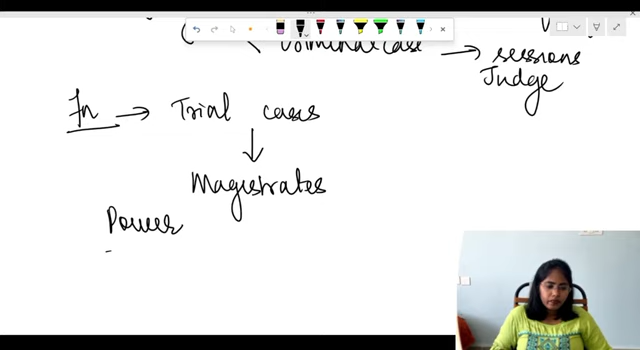 Criminal case → sessions
Judge
In → Trial cases
↓
Magistrates
Power